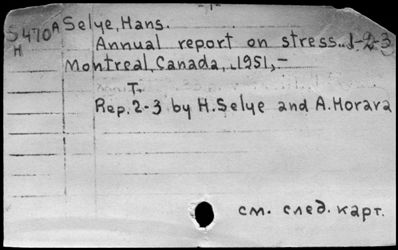 -1-
S470A Selye, Hans.
H Annual report on stress.. 1-2-3
Montreal, Canada, 1951,-
T.
Rep. 2-3 by H. Selye and A. Horava
см. след. карт.